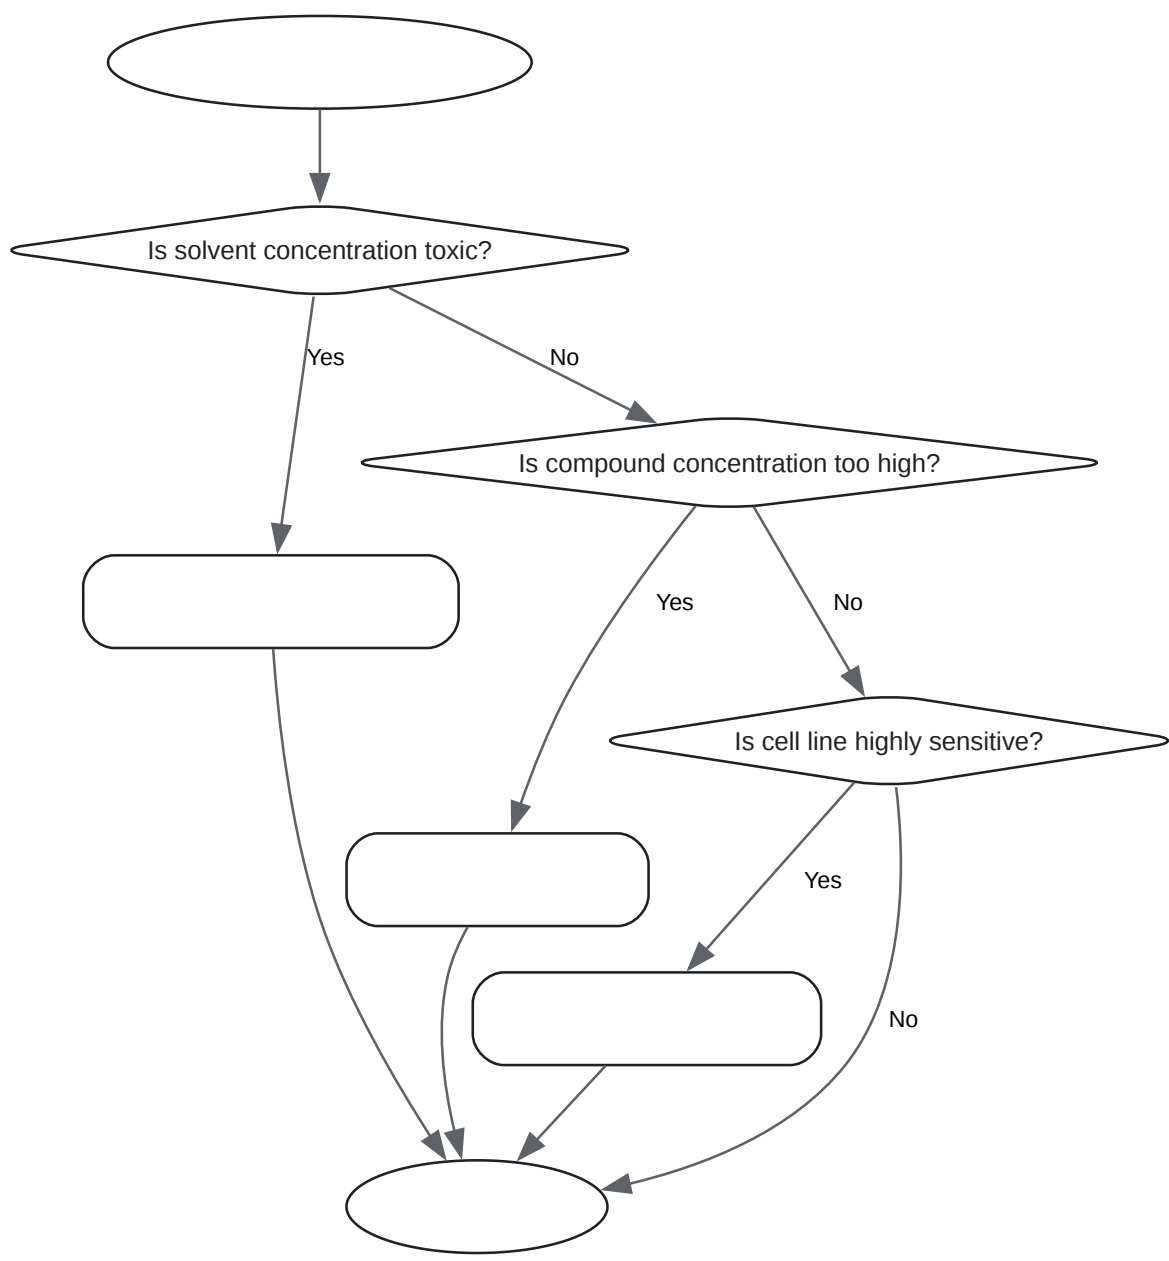 Is solvent concentration toxic?
Yes
No
Is compound concentration too high?
Yes
No
Is cell line highly sensitive?
Yes
No